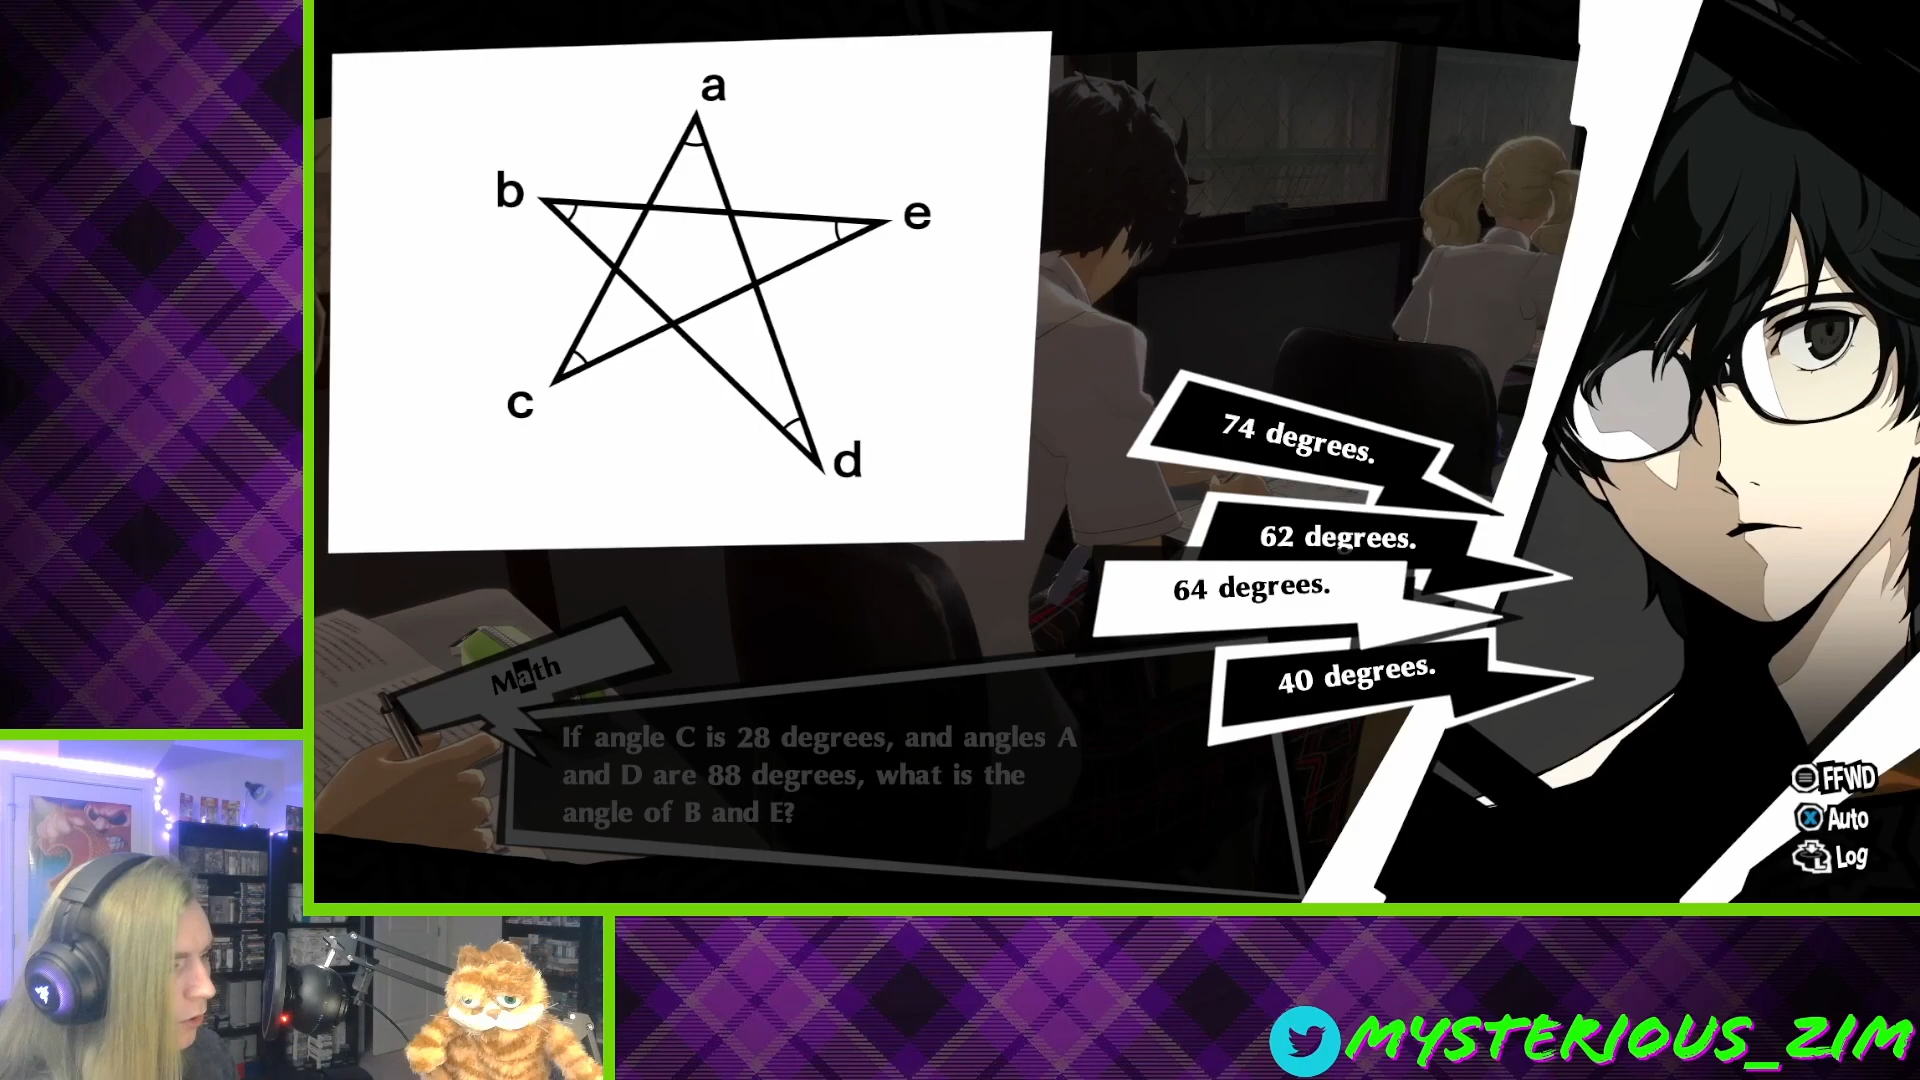 a
b
e
c
d
74 degrees.
62 degrees.
64 degrees.
40 degrees.
Math
If angle C is 28 degrees, and angles A
and D are 88 degrees, what is the
angle of B and E?
FFWD
Auto
L Log
MYSTERIOUS_ZIM